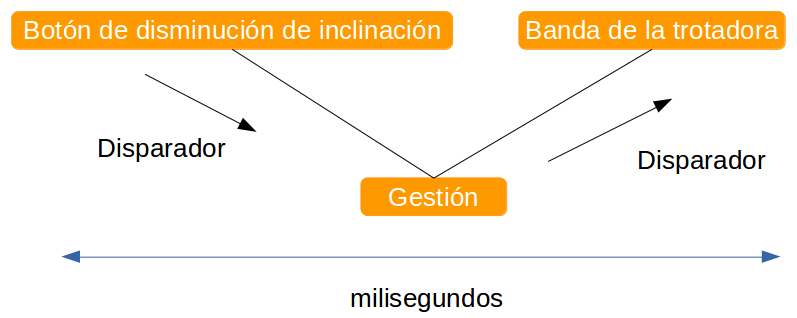 Botón de disminución de inclinación
Banda de la trotadora
Disparador
Disparador
Gestión
milisegundos